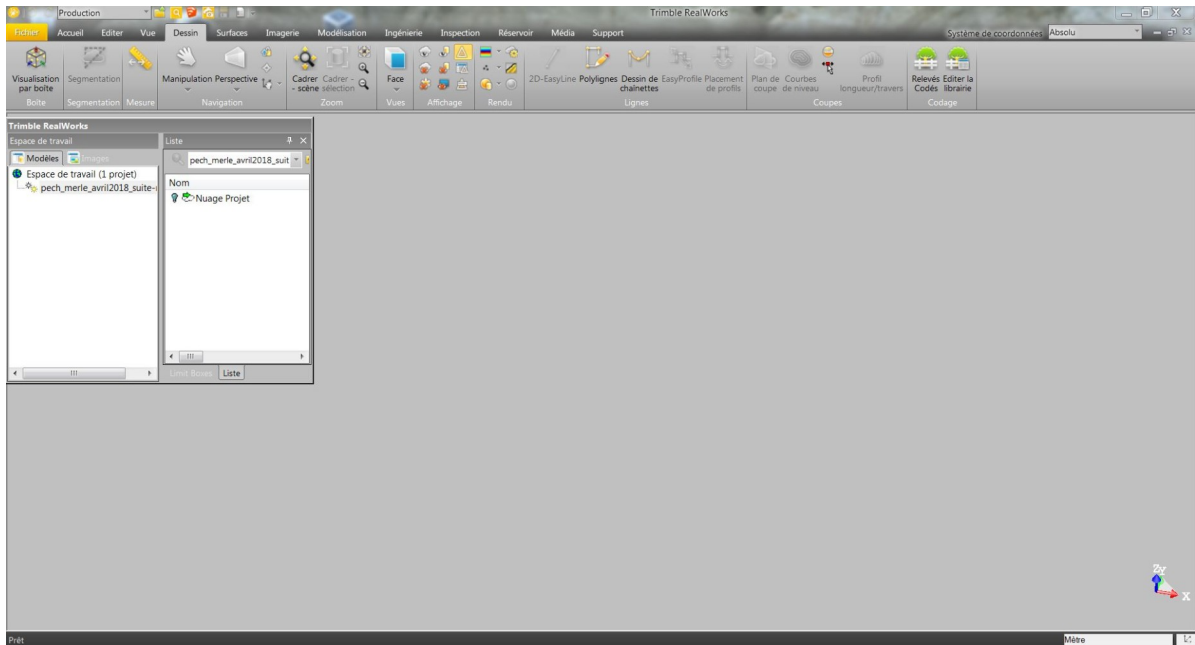 Production
Trimble RealWorks
Fichier Accueil Editer Vue Dessin Surfaces Imagerie Modélisation Ingénierie Inspection Réservoir Média Support
Système de coordonnées Absolu
Visualisation par boîte
Segmentation
Manipulation Perspective
Cadrer - scène
Cadrer - sélection
Face
2D-EasyLine Polylignes Dessin de chaînettes EasyProfile Placement de profils
Plan de coupe
Courbes de niveau
Profil longueur/travers
Relevés Codés
Editer la librairie
Boîte Segmentation Mesure Navigation Zoom Vues Affichage Rendu Lignes Coupes Codage
Trimble RealWorks
Espace de travail
Modèles Images
Espace de travail (1 projet)
pech_merle_avril2018_suite-
Liste
pech_merle_avril2018_suit
Nom
Nuage Projet
Liste
X
Prêt
Mètre